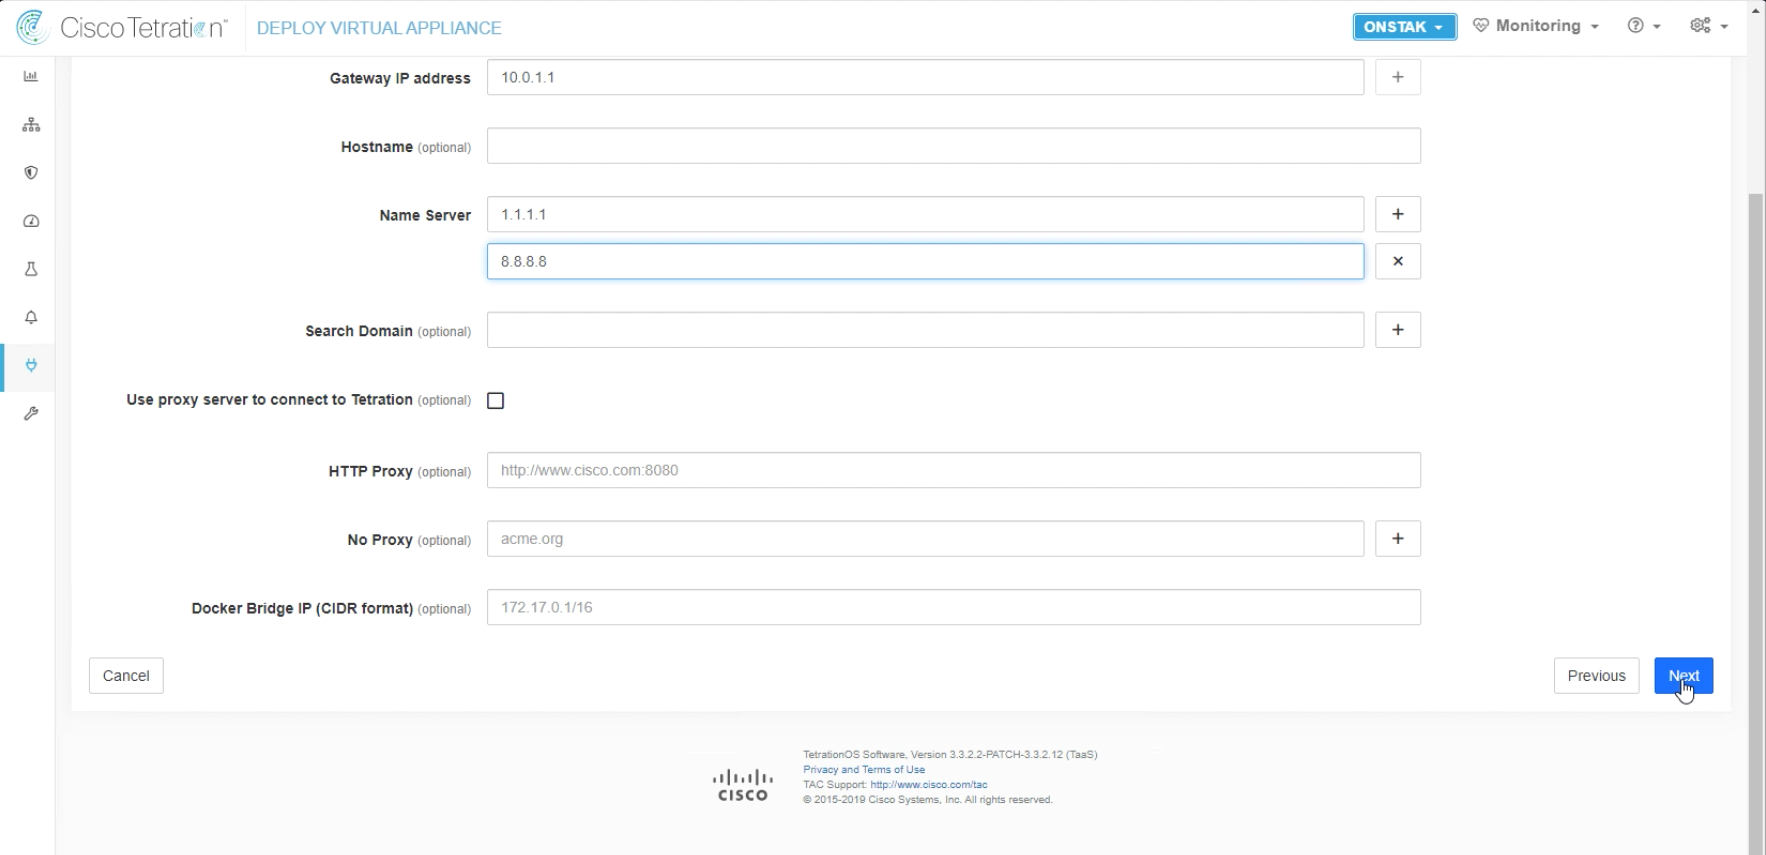 Cisco Tetration™ DEPLOY VIRTUAL APPLIANCE ONSTAK Monitoring ?
Gateway IP address 10.0.1.1 +
Hostname (optional)
Name Server 1.1.1.1 +
8.8.8.8 ×
Search Domain (optional) +
Use proxy server to connect to Tetration (optional)
HTTP Proxy (optional) http://www.cisco.com:8080
No Proxy (optional) acme.org +
Docker Bridge IP (CIDR format) (optional) 172.17.0.1/16
Cancel Previous Next
TetrationOS Software, Version 3.3.2.2-PATCH-3.3.2.12 (TaaS)
Privacy and Terms of Use
TAC Support: http://www.cisco.com/tac
© 2015-2019 Cisco Systems, Inc. All rights reserved.
CISCO